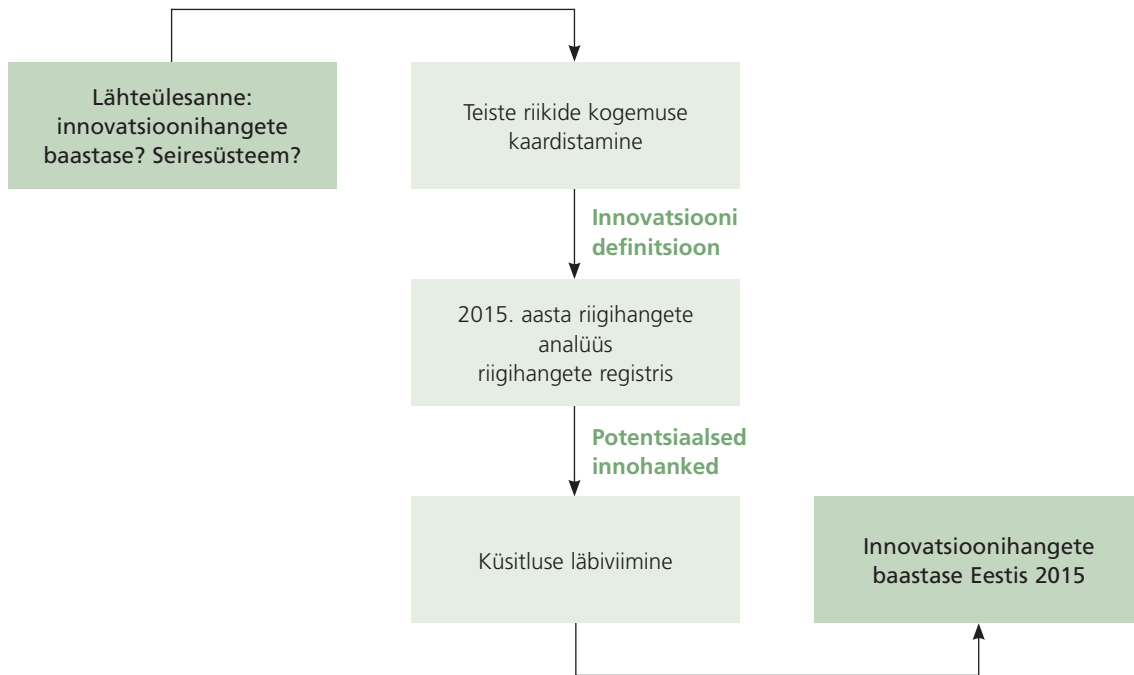 Lähteülesanne:
innovatsioonihangete
baastase? Seiresüsteem?
Teiste riikide kogemuse
kaardistamine
Innovatsiooni
definitsioon
2015. aasta riigihangete
analüüs
riigihangete registris
Potentsiaalsed
innohanked
Küsitluse läbiviimine
Innovatsioonihangete
baastase Eestis 2015